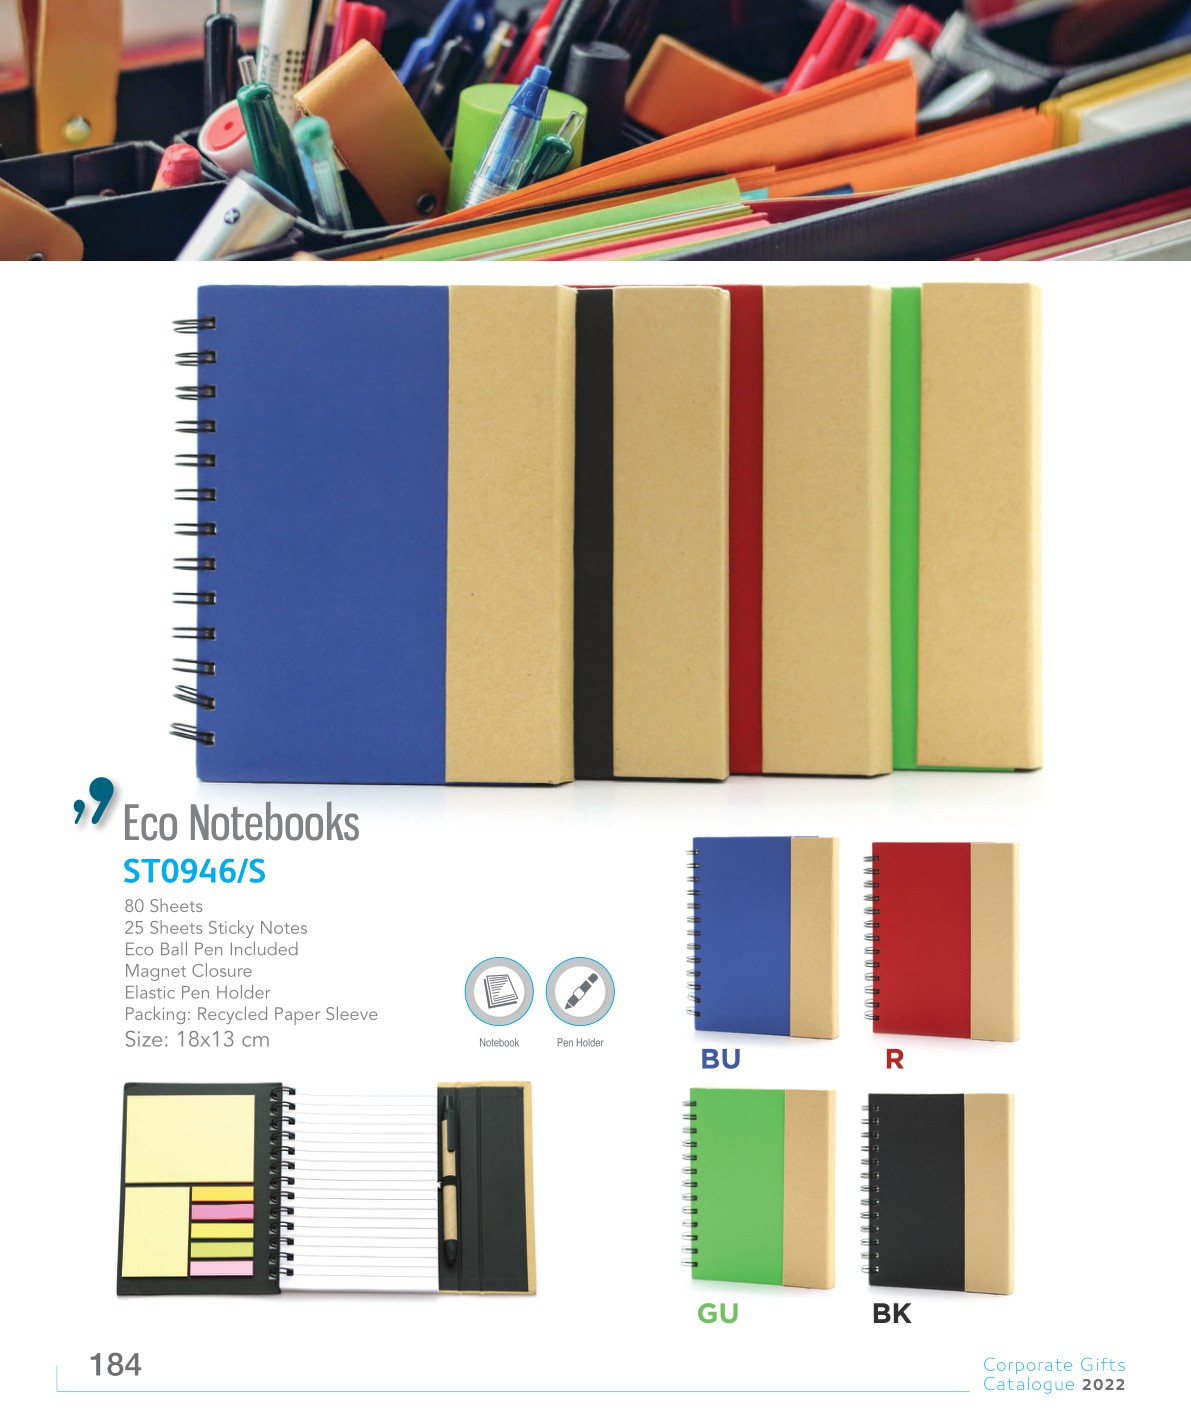 Eco Notebooks
ST0946/S
80 Sheets
25 Sheets Sticky Notes
Eco Ball Pen Included
Magnet Closure
Elastic Pen Holder
Packing: Recycled Paper Sleeve
Size: 18x13 cm
Notebook
Pen Holder
BU
R
GU
BK
184
Corporate Gifts
Catalogue 2022